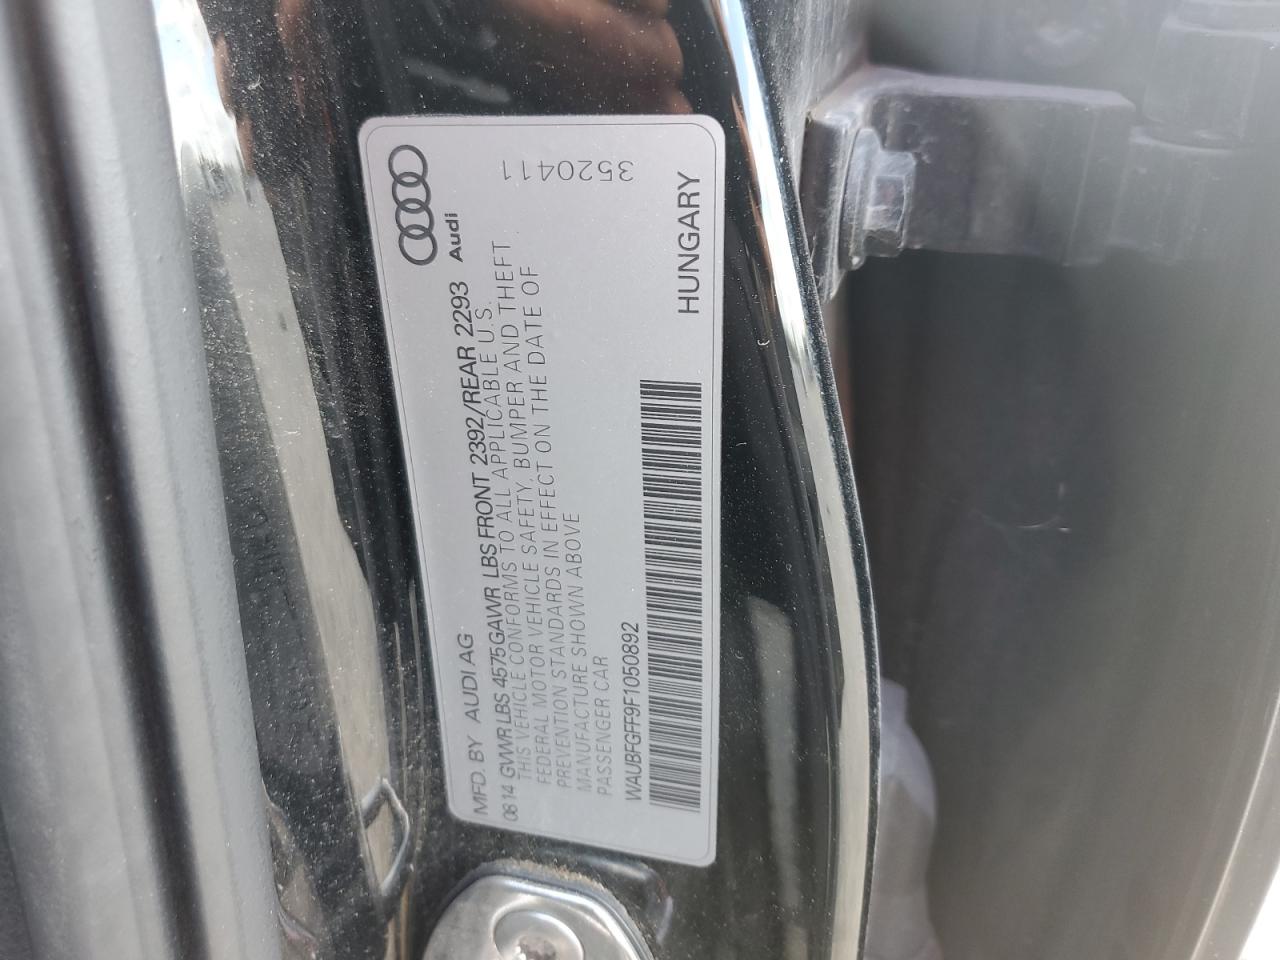 Audi
3520411
MFD. BY AUDI AG
0814 GVWR LBS 4575 GAWR LBS FRONT 2392/REAR 2293
THIS VEHICLE CONFORMS TO ALL APPLICABLE U.S.
FEDERAL MOTOR VEHICLE SAFETY, BUMPER AND THEFT
PREVENTION STANDARDS IN EFFECT ON THE DATE OF
MANUFACTURE SHOWN ABOVE
PASSENGER CAR
WAUBFGFF9F1050892
HUNGARY